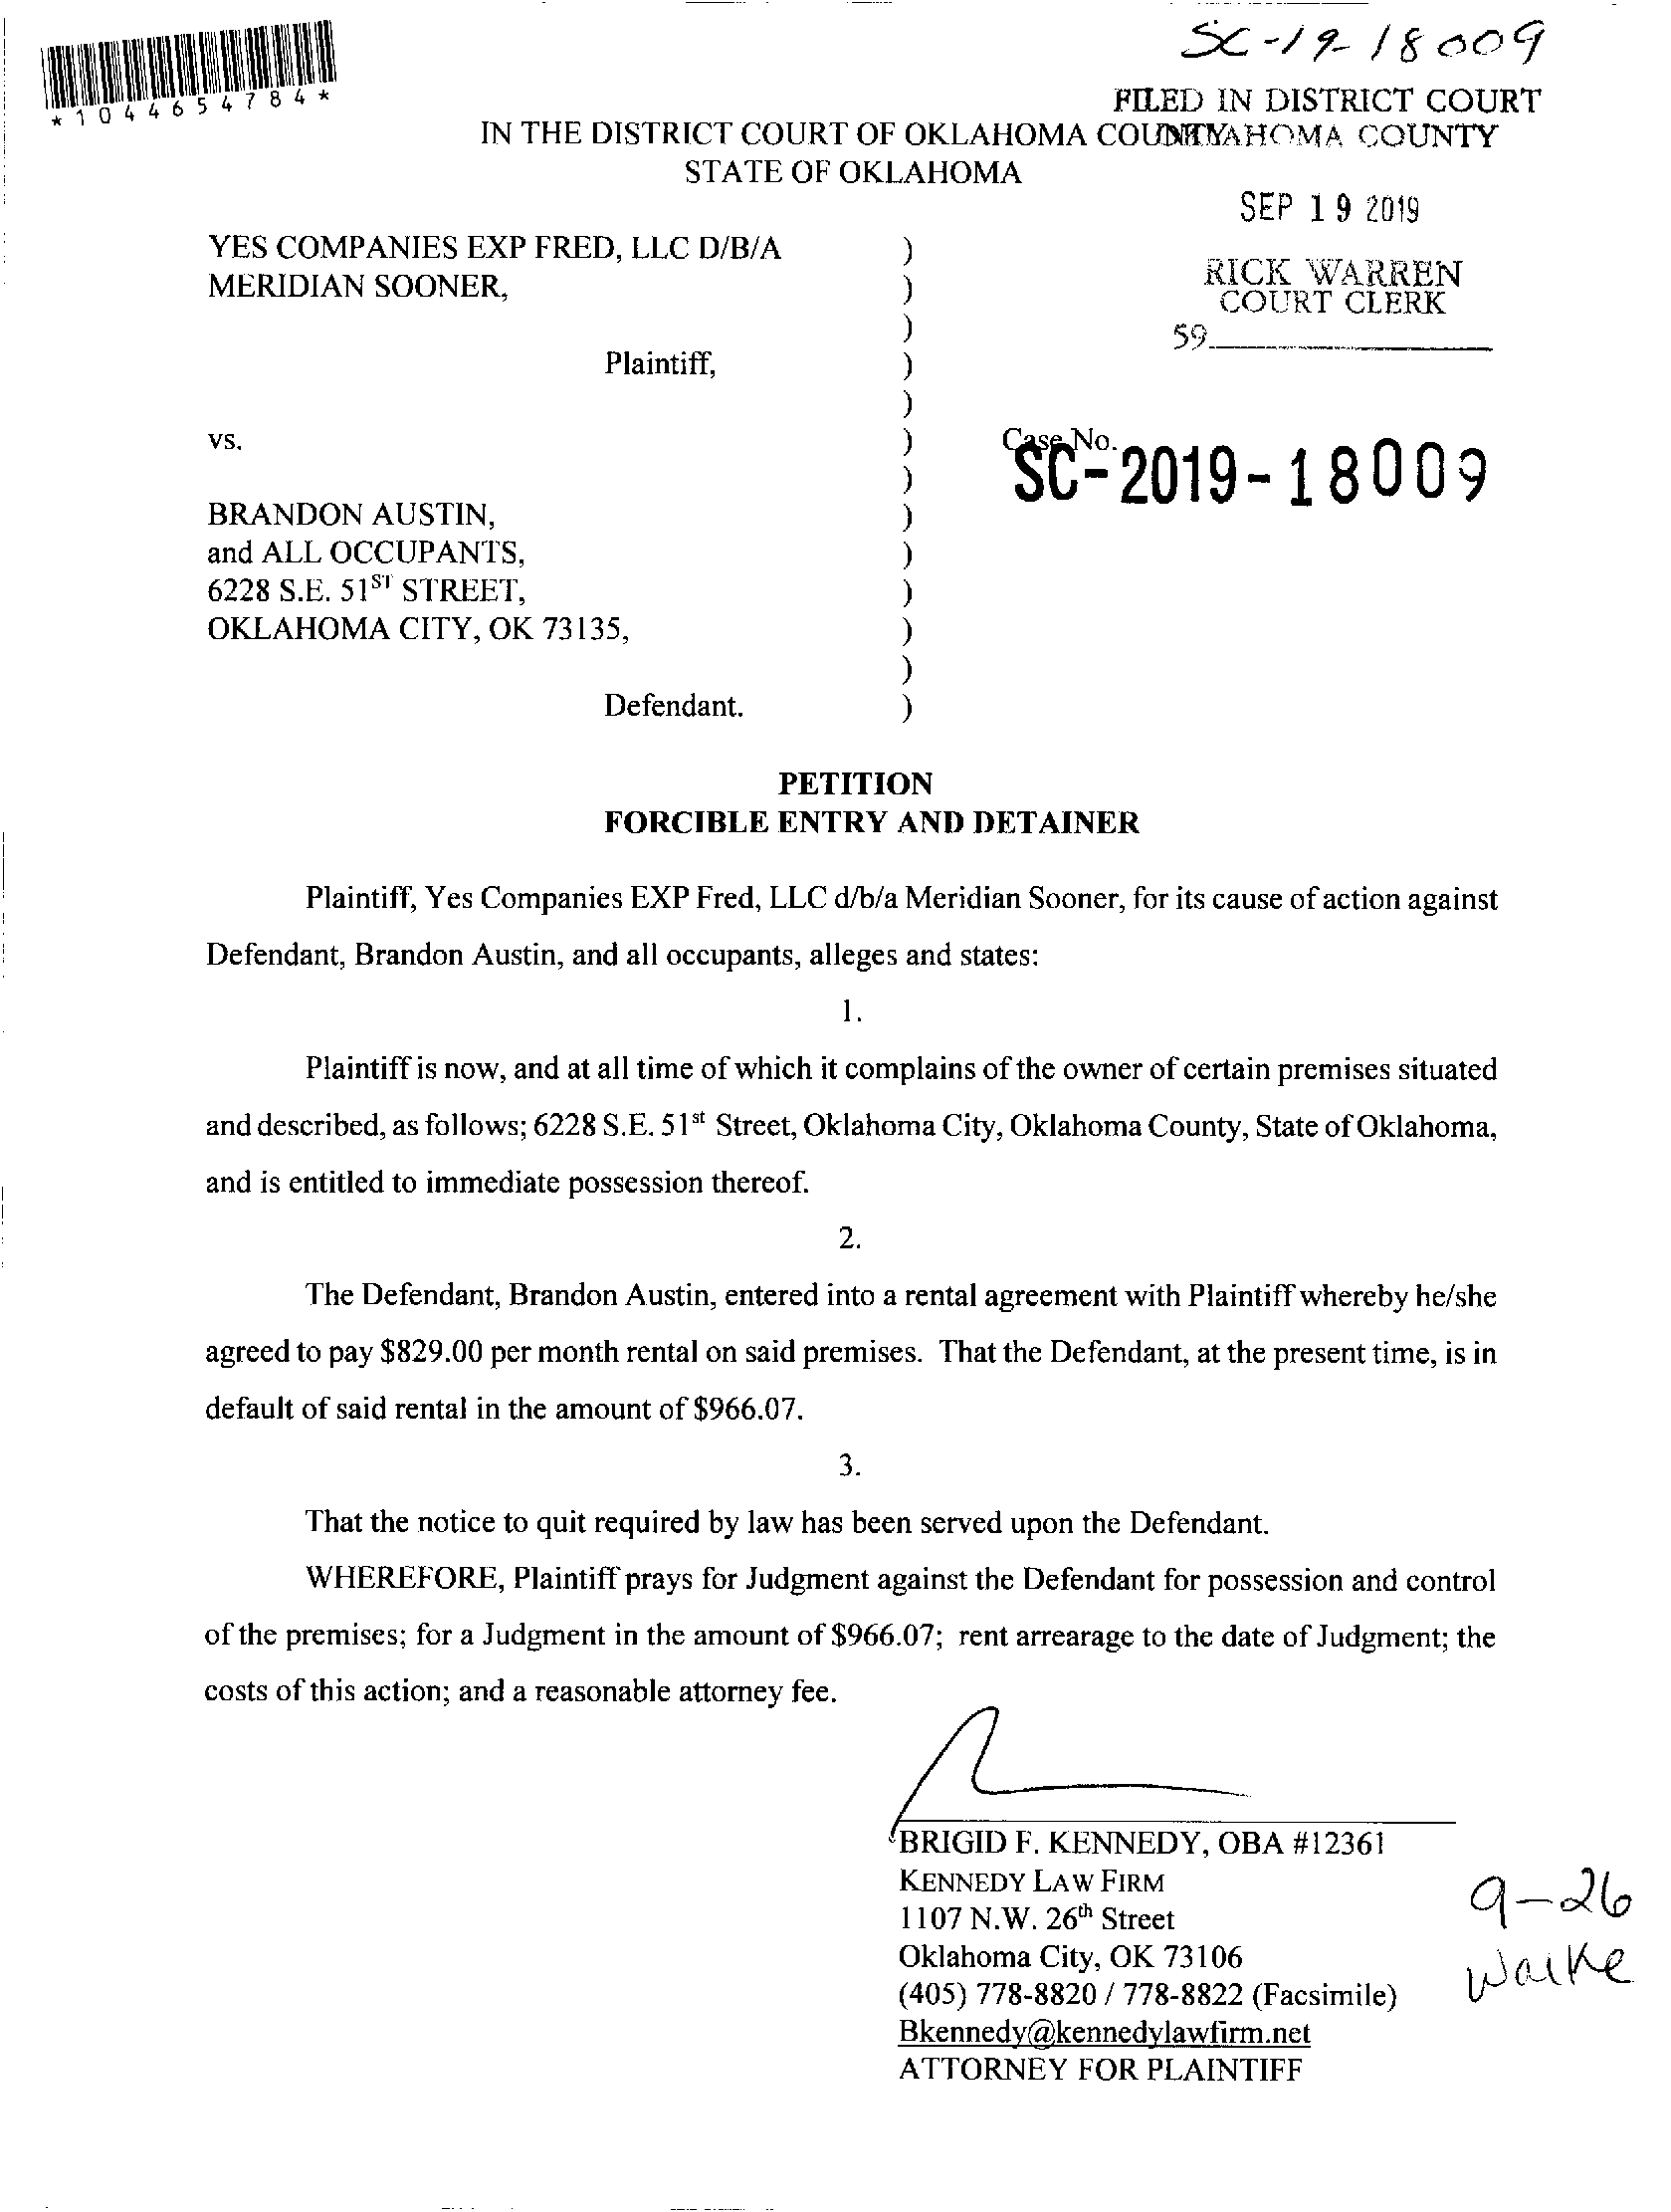 SC-19-18009
*1044654784*
FILED IN DISTRICT COURT
IN THE DISTRICT COURT OF OKLAHOMA COUNTY
OKLAHOMA COUNTY
STATE OF OKLAHOMA
SEP 19 2019
YES COMPANIES EXP FRED, LLC D/B/A )
MERIDIAN SOONER, )
RICK WARREN
COURT CLERK
)
59
Plaintiff, )
)
vs. )
Case No.
SC-2019-18009
)
BRANDON AUSTIN, )
and ALL OCCUPANTS, )
6228 S.E. 51ST STREET, )
OKLAHOMA CITY, OK 73135, )
)
Defendant. )
PETITION
FORCIBLE ENTRY AND DETAINER
Plaintiff, Yes Companies EXP Fred, LLC d/b/a Meridian Sooner, for its cause of action against
Defendant, Brandon Austin, and all occupants, alleges and states:
1.
Plaintiff is now, and at all time of which it complains of the owner of certain premises situated
and described, as follows; 6228 S.E. 51st Street, Oklahoma City, Oklahoma County, State of Oklahoma,
and is entitled to immediate possession thereof.
2.
The Defendant, Brandon Austin, entered into a rental agreement with Plaintiff whereby he/she
agreed to pay $829.00 per month rental on said premises. That the Defendant, at the present time, is in
default of said rental in the amount of $966.07.
3.
That the notice to quit required by law has been served upon the Defendant.
WHEREFORE, Plaintiff prays for Judgment against the Defendant for possession and control
of the premises; for a Judgment in the amount of $966.07; rent arrearage to the date of Judgment; the
costs of this action; and a reasonable attorney fee.
BRIGID F. KENNEDY, OBA #12361
KENNEDY LAW FIRM
1107 N.W. 26th Street
Oklahoma City, OK 73106
(405) 778-8820 / 778-8822 (Facsimile)
Bkennedy@kennedylawfirm.net
ATTORNEY FOR PLAINTIFF
9-26
Waike